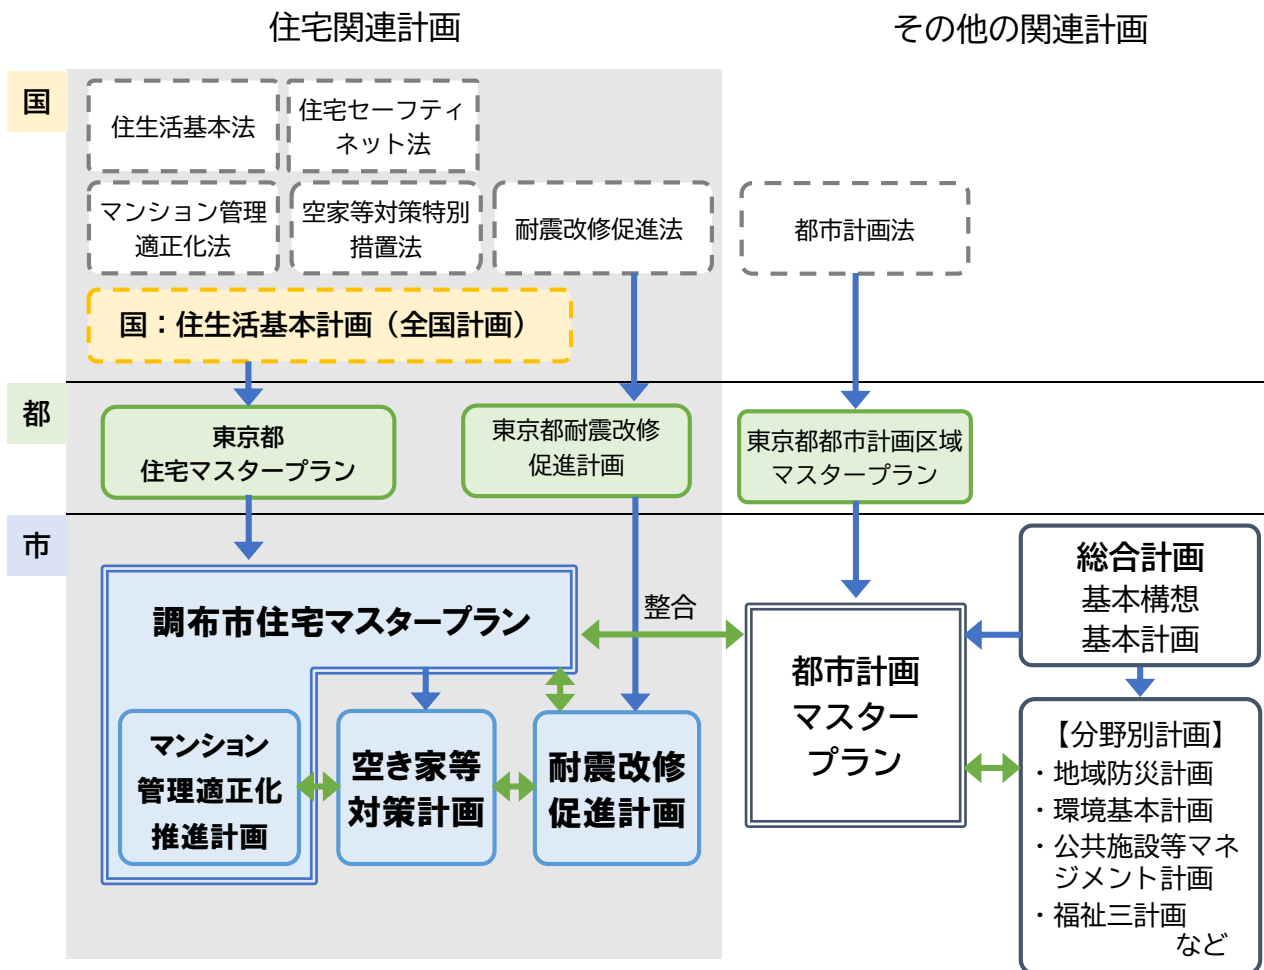 住宅関連計画
その他の関連計画
国
住生活基本法
住宅セーフティ
ネット法
マンション管理
適正化法
空家等対策特別
措置法
耐震改修促進法
都市計画法
国：住生活基本計画（全国計画）
都
東京都
住宅マスタープラン
東京都耐震改修
促進計画
東京都都市計画区域
マスタープラン
市
調布市住宅マスタープラン
整合
マンション
管理適正化
推進計画
空き家等
対策計画
耐震改修
促進計画
都市計画
マスター
プラン
総合計画
基本構想
基本計画
【分野別計画】
・地域防災計画
・環境基本計画
・公共施設等マネ
ジメント計画
・福祉三計画
など